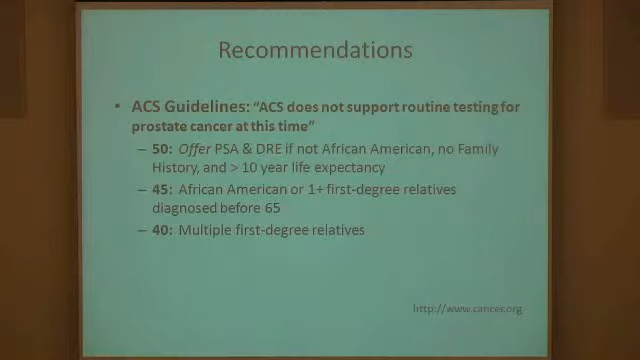 Recommendations
• ACS Guidelines: "ACS does not support routine testing for
prostate cancer at this time"
– 50: Offer PSA & DRE if not African American, no Family
History, and > 10 year life expectancy
– 45: African American or 1+ first-degree relatives
diagnosed before 65
– 40: Multiple first-degree relatives
http://www.cancer.org